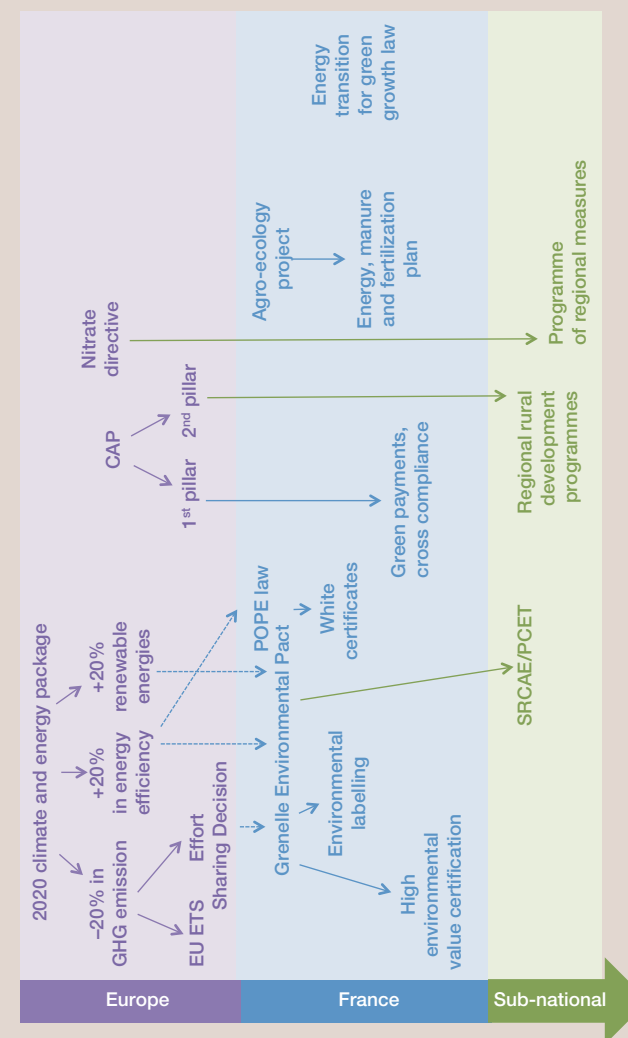 Europe
2020 climate and energy package
–20% in
GHG emission
+20%
in energy
efficiency
+20%
renewable
energies
EU ETS
Effort
Sharing Decision
CAP
1st pillar
2nd pillar
Nitrate
directive
France
Grenelle Environmental Pact
POPE law
Environmental
labelling
White
certificates
High
environmental
value certification
Green payments,
cross compliance
Agro-ecology
project
Energy, manure
and fertilization
plan
Energy
transition
for green
growth law
Sub-national
SRCAE/PCET
Regional rural
development
programmes
Programme
of regional measures